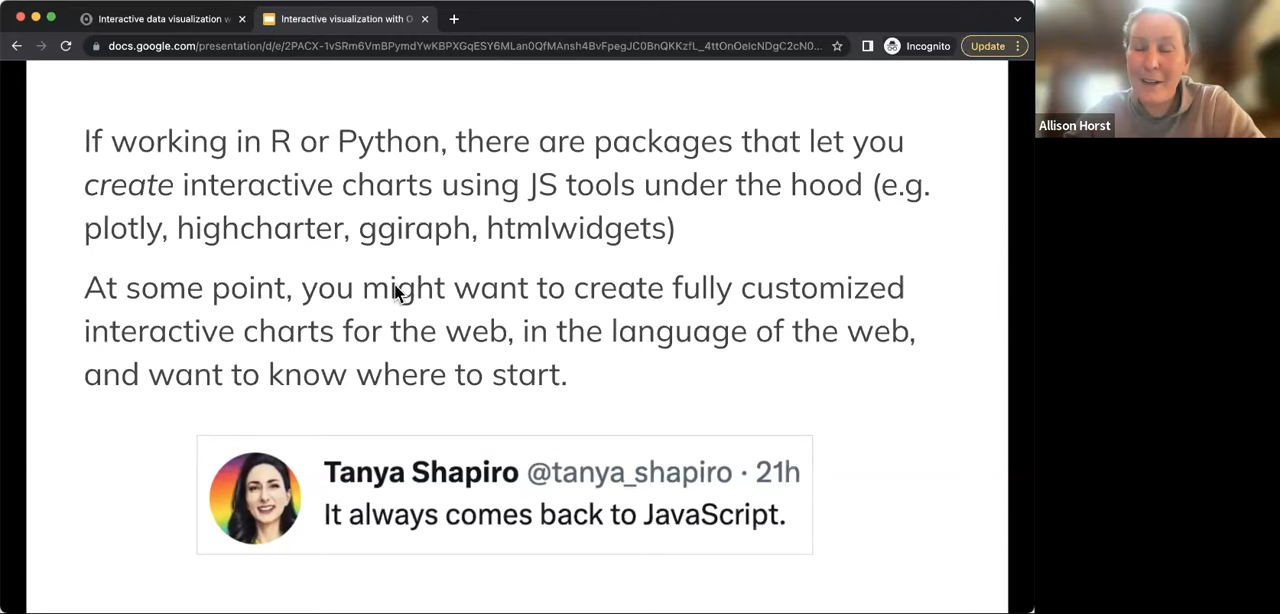 Interactive data visualization w
Interactive visualization with O
docs.google.com/presentation/d/e/2PACX-1vSRm6VmBPymdYwKBPXGqESY6MLan0QfMAnsh4BvFpegJC0BnQKKzfL_4ttOnOelcNDgC2cN0...
Incognito
Update
Allison Horst
If working in R or Python, there are packages that let you
create interactive charts using JS tools under the hood (e.g.
plotly, highcharter, ggiraph, htmlwidgets)
At some point, you might want to create fully customized
interactive charts for the web, in the language of the web,
and want to know where to start.
Tanya Shapiro @tanya_shapiro · 21h
It always comes back to JavaScript.